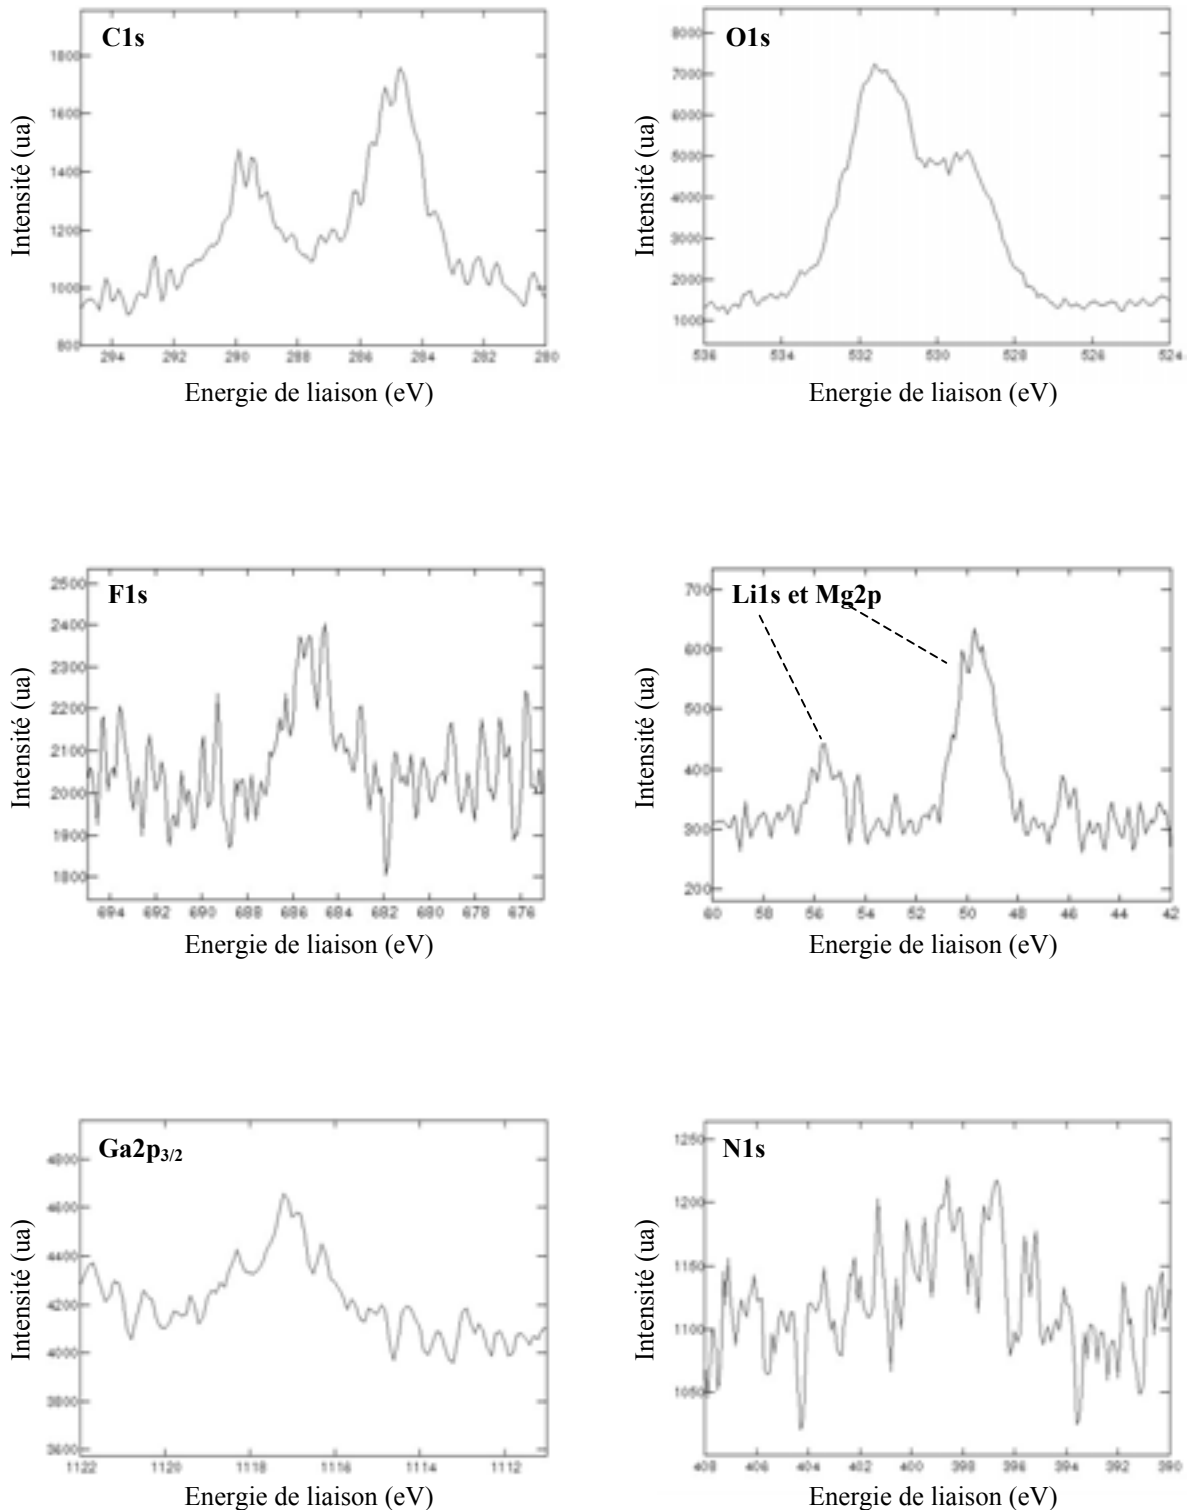 C1s
Intensité (ua)
1800
1600
1400
1200
1000
800
294 292 290 288 286 284 282 280
Energie de liaison (eV)
O1s
Intensité (ua)
8000
7000
6000
5000
4000
3000
2000
1000
536 534 532 530 528 526 524
Energie de liaison (eV)
F1s
Intensité (ua)
2500
2400
2300
2200
2100
2000
1900
1800
694 692 690 688 686 684 682 680 678 676
Energie de liaison (eV)
Li1s et Mg2p
Intensité (ua)
700
600
500
400
300
200
60 58 56 54 52 50 48 46 44 42
Energie de liaison (eV)
Ga2p3/2
Intensité (ua)
4800
4600
4400
4200
4000
3800
3600
1122 1120 1118 1116 1114 1112
Energie de liaison (eV)
N1s
Intensité (ua)
1250
1200
1150
1100
1050
408 406 404 402 400 398 396 394 392 390
Energie de liaison (eV)